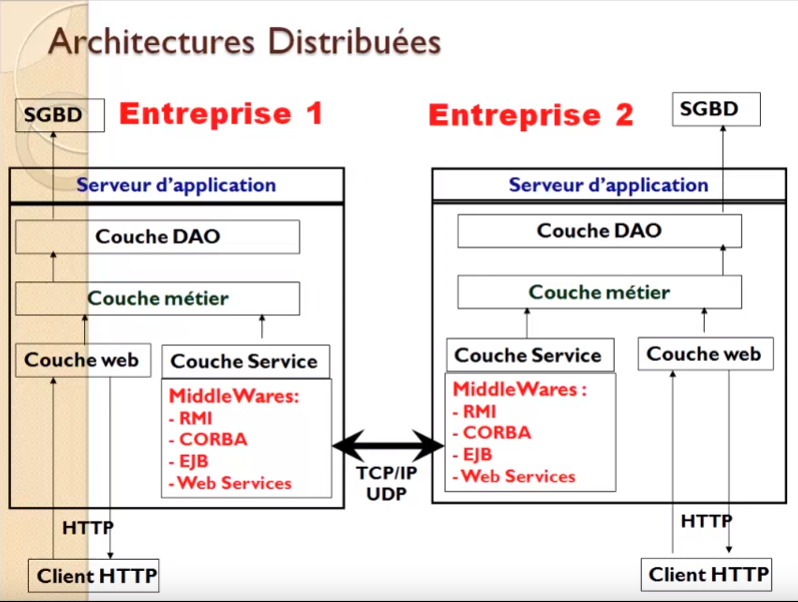 Architectures Distribuées
SGBD
Entreprise 1
Entreprise 2
SGBD
Serveur d'application
Couche DAO
Couche métier
Couche web
Couche Service
MiddleWares:
- RMI
- CORBA
- EJB
- Web Services
HTTP
Client HTTP
TCP/IP
UDP
Serveur d'application
Couche DAO
Couche métier
Couche Service
Couche web
MiddleWares :
- RMI
- CORBA
- EJB
- Web Services
HTTP
Client HTTP